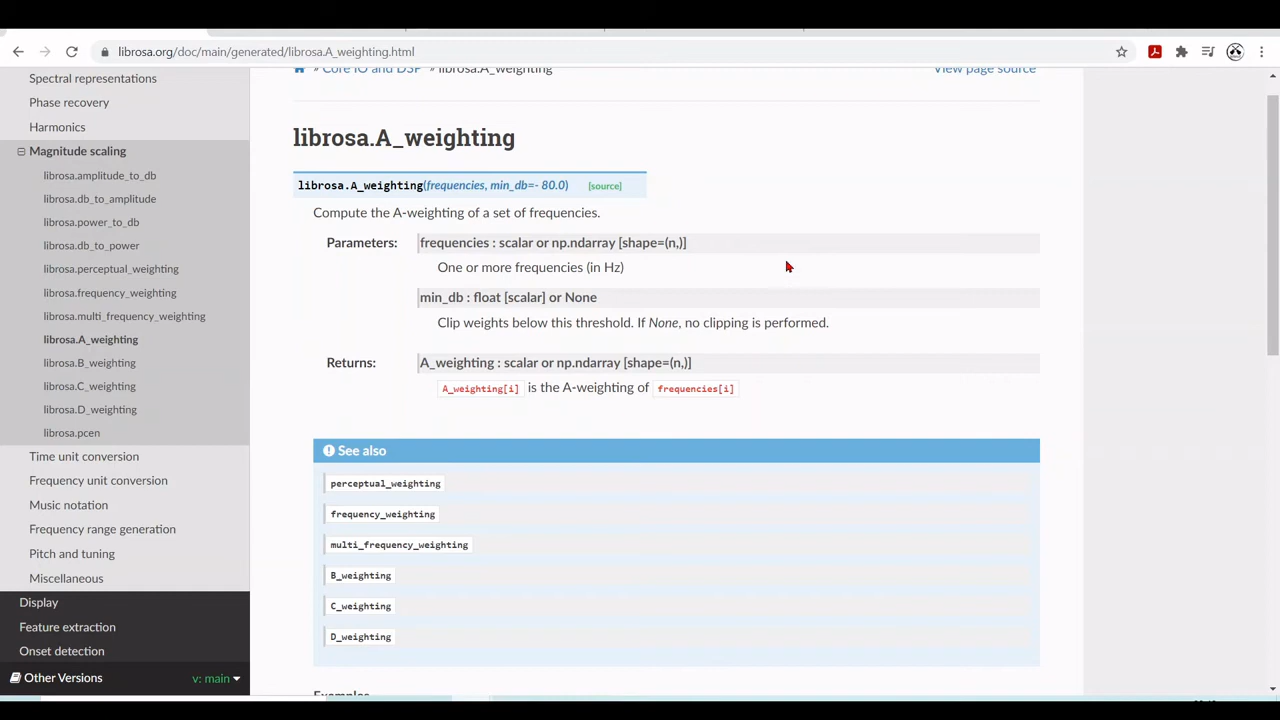 librosa.org/doc/main/generated/librosa.A_weighting.html
Spectral representations
Phase recovery
Harmonics
Magnitude scaling
librosa.amplitude_to_db
librosa.db_to_amplitude
librosa.power_to_db
librosa.db_to_power
librosa.perceptual_weighting
librosa.frequency_weighting
librosa.multi_frequency_weighting
librosa.A_weighting
librosa.B_weighting
librosa.C_weighting
librosa.D_weighting
librosa.pcen
Time unit conversion
Frequency unit conversion
Music notation
Frequency range generation
Pitch and tuning
Miscellaneous
Display
Feature extraction
Onset detection
Other Versions v: main
» Core IO and DSP » librosa.A_weighting View page source
librosa.A_weighting
librosa.A_weighting(frequencies, min_db=- 80.0) [source]
Compute the A-weighting of a set of frequencies.
Parameters: frequencies : scalar or np.ndarray [shape=(n,)]
One or more frequencies (in Hz)
min_db : float [scalar] or None
Clip weights below this threshold. If None, no clipping is performed.
Returns: A_weighting : scalar or np.ndarray [shape=(n,)]
A_weighting[i] is the A-weighting of frequencies[i]
See also
perceptual_weighting
frequency_weighting
multi_frequency_weighting
B_weighting
C_weighting
D_weighting
Examples